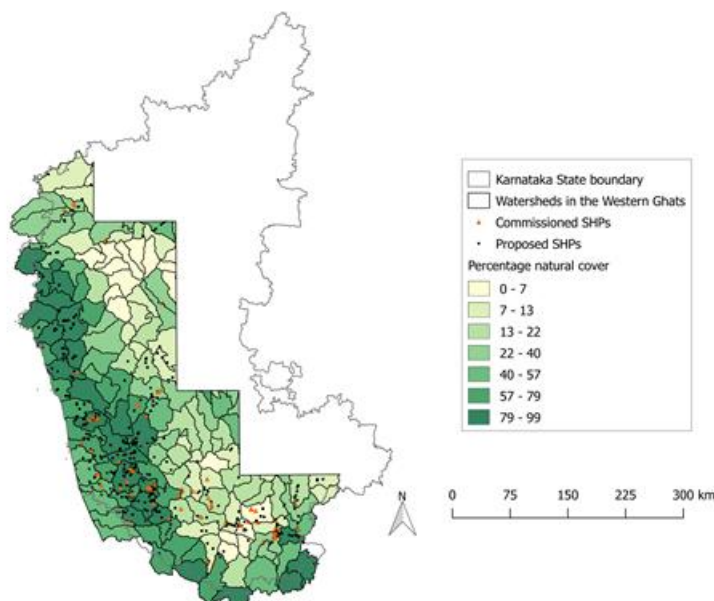 Karnataka State boundary
Watersheds in the Western Ghats
Commissioned SHPs
Proposed SHPs
Percentage natural cover
0 - 7
7 - 13
13 - 22
22 - 40
40 - 57
57 - 79
79 - 99
N
0 75 150 225 300 km